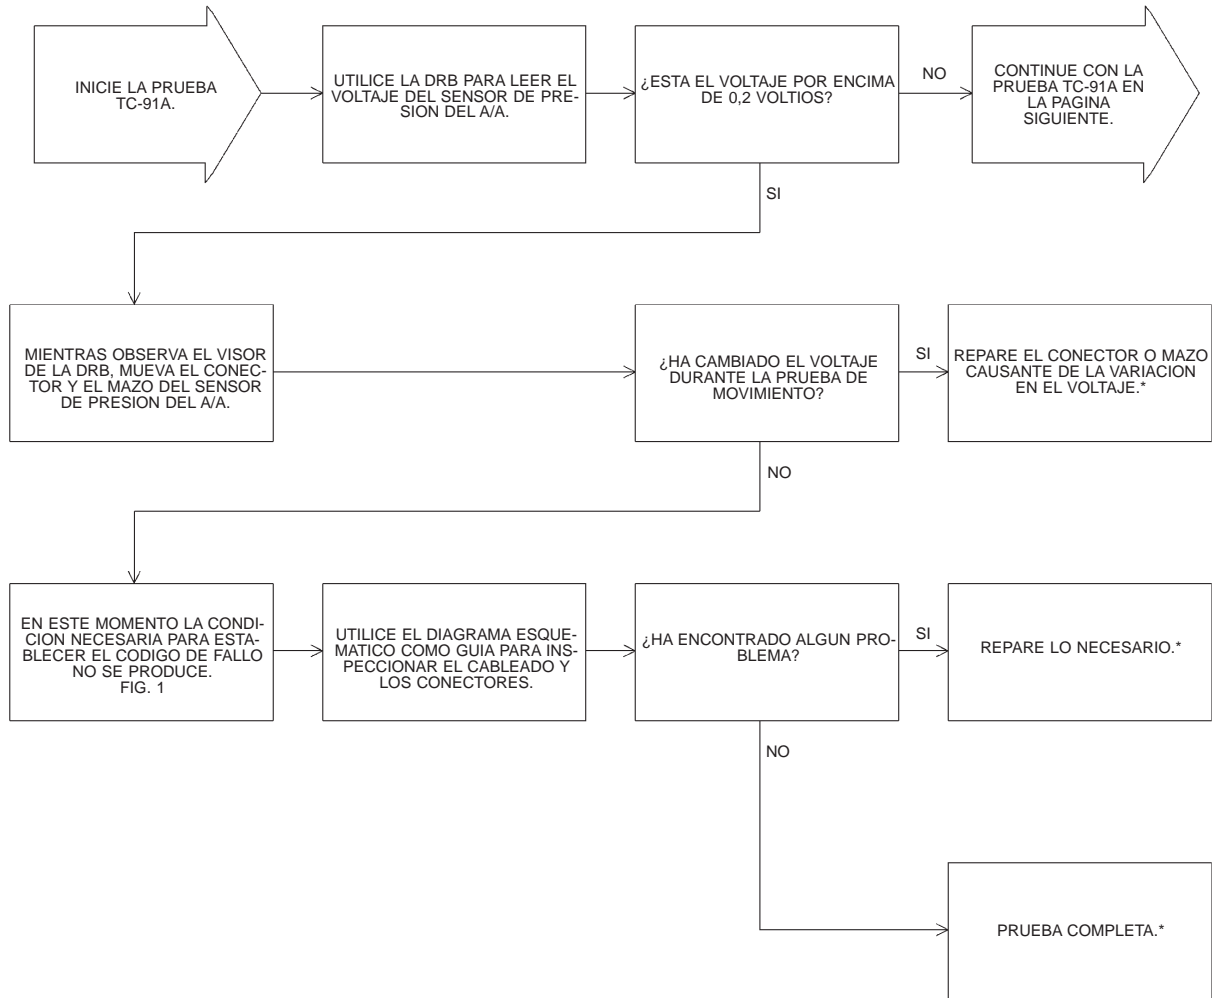 INICIE LA PRUEBA
TC-91A.
UTILICE LA DRB PARA LEER EL
VOLTAJE DEL SENSOR DE PRE-
SION DEL A/A.
¿ESTA EL VOLTAJE POR ENCIMA
DE 0,2 VOLTIOS?
NO
CONTINUE CON LA
PRUEBA TC-91A EN
LA PAGINA
SIGUIENTE.
SI
MIENTRAS OBSERVA EL VISOR
DE LA DRB, MUEVA EL CONEC-
TOR Y EL MAZO DEL SENSOR
DE PRESION DEL A/A.
¿HA CAMBIADO EL VOLTAJE
DURANTE LA PRUEBA DE
MOVIMIENTO?
SI
REPARE EL CONECTOR O MAZO
CAUSANTE DE LA VARIACION
EN EL VOLTAJE.*
NO
EN ESTE MOMENTO LA CONDI-
CION NECESARIA PARA ESTA-
BLECER EL CODIGO DE FALLO
NO SE PRODUCE.
FIG. 1
UTILICE EL DIAGRAMA ESQUE-
MATICO COMO GUIA PARA INS-
PECCIONAR EL CABLEADO Y
LOS CONECTORES.
¿HA ENCONTRADO ALGUN PRO-
BLEMA?
SI
REPARE LO NECESARIO.*
NO
PRUEBA COMPLETA.*